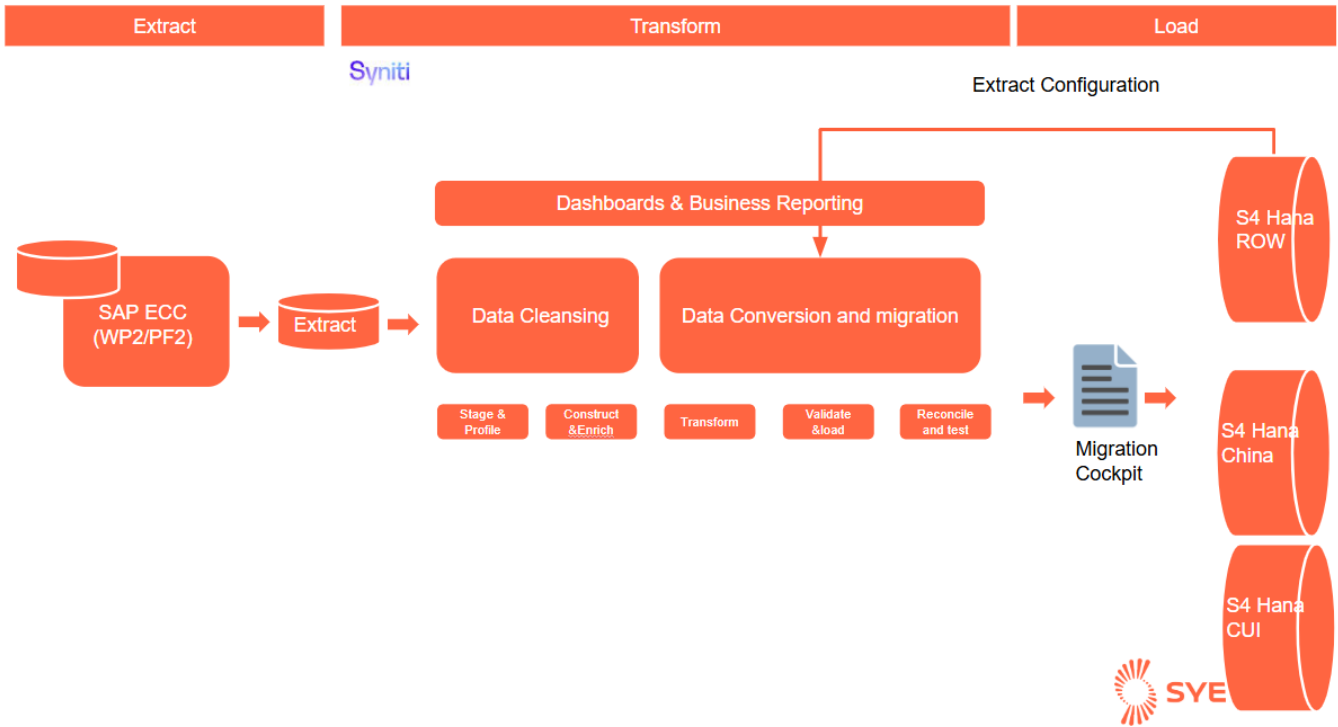 Extract
Transform
Load
Syniti
Extract Configuration
Dashboards & Business Reporting
S4 Hana
ROW
SAP ECC
(WP2/PF2)
Extract
Data Cleansing
Data Conversion and migration
Stage &
Profile
Construct
&Enrich
Transform
Validate
&load
Reconcile
and test
Migration
Cockpit
S4 Hana
China
S4 Hana
CUI
SYE